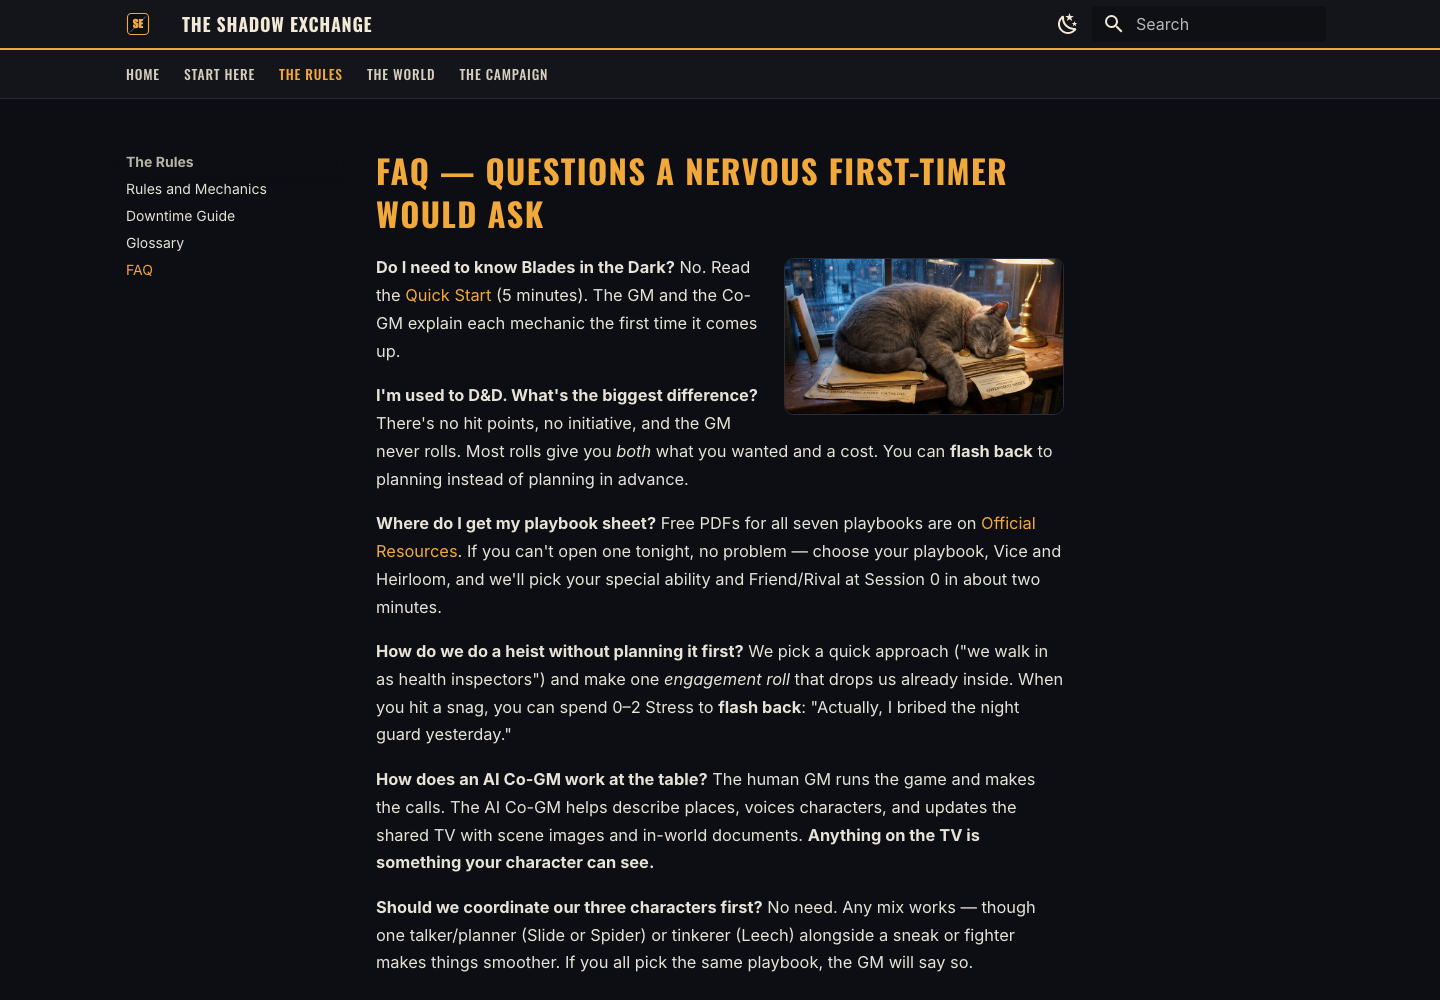 SE
THE SHADOW EXCHANGE
Search
HOME
START HERE
THE RULES
THE WORLD
THE CAMPAIGN
The Rules
Rules and Mechanics
Downtime Guide
Glossary
FAQ
FAQ — QUESTIONS A NERVOUS FIRST-TIMER
WOULD ASK
Do I need to know Blades in the Dark? No. Read
the Quick Start (5 minutes). The GM and the Co-
GM explain each mechanic the first time it comes
up.
I'm used to D&D. What's the biggest difference?
There's no hit points, no initiative, and the GM
never rolls. Most rolls give you both what you wanted and a cost. You can flash back to
planning instead of planning in advance.
Where do I get my playbook sheet? Free PDFs for all seven playbooks are on Official
Resources. If you can't open one tonight, no problem — choose your playbook, Vice and
Heirloom, and we'll pick your special ability and Friend/Rival at Session 0 in about two
minutes.
How do we do a heist without planning it first? We pick a quick approach ("we walk in
as health inspectors") and make one engagement roll that drops us already inside. When
you hit a snag, you can spend 0–2 Stress to flash back: "Actually, I bribed the night
guard yesterday."
How does an AI Co-GM work at the table? The human GM runs the game and makes
the calls. The AI Co-GM helps describe places, voices characters, and updates the
shared TV with scene images and in-world documents. Anything on the TV is
something your character can see.
Should we coordinate our three characters first? No need. Any mix works — though
one talker/planner (Slide or Spider) or tinkerer (Leech) alongside a sneak or fighter
makes things smoother. If you all pick the same playbook, the GM will say so.